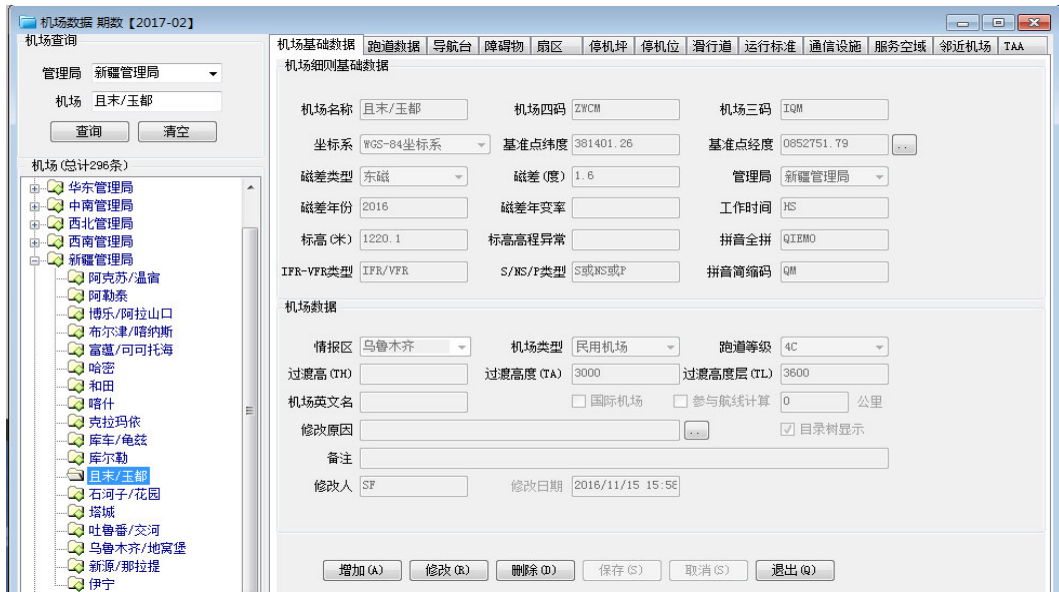 机场数据 期数【2017-02】
机场查询
管理局 新疆管理局
机场 且末/玉都
查询 清空
机场(总计296条)
华东管理局
中南管理局
西北管理局
西南管理局
新疆管理局
阿克苏/温宿
阿勒泰
博乐/阿拉山口
布尔津/喀纳斯
富蕴/可可托海
哈密
和田
喀什
克拉玛依
库车/龟兹
库尔勒
且末/玉都
石河子/花园
塔城
吐鲁番/交河
乌鲁木齐/地窝堡
新源/那拉提
伊宁
机场基础数据 跑道数据 导航台 障碍物 扇区 停机坪 停机位 滑行道 运行标准 通信设施 服务空域 邻近机场 TAA
机场细则基础数据
机场名称 且末/玉都 机场四码 ZWCM 机场三码 IQM
坐标系 WGS-84坐标系 基准点纬度 381401.26 基准点经度 0852751.79 ..
磁差类型 东磁 磁差(度) 1.6 管理局 新疆管理局
磁差年份 2016 磁差年变率 工作时间 HS
标高(米) 1220.1 标高高程异常 拼音全拼 QIEMO
IFR-VFR类型 IFR/VFR S/NS/P类型 S或NS或P 拼音简缩码 QM
机场数据
情报区 乌鲁木齐 机场类型 民用机场 跑道等级 4C
过渡高(TH) 过渡高度(TA) 3000 过渡高度层(TL) 3600
机场英文名 国际机场 参与航线计算 0 公里
修改原因 .. 目录树显示
备注
修改人 SF 修改日期 2016/11/15 15:58
增加(A) 修改(R) 删除(D) 保存(S) 取消(S) 退出(Q)